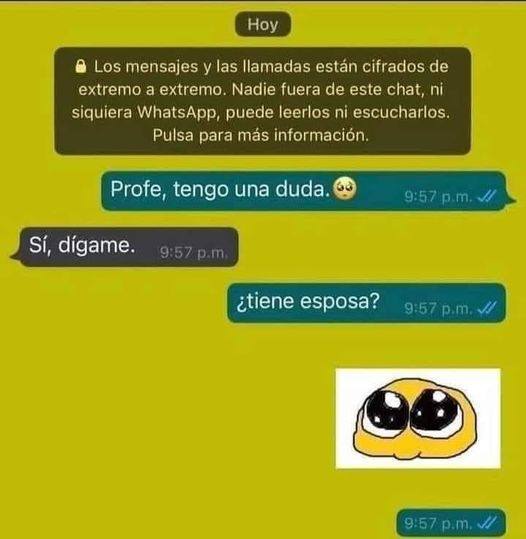 Hoy
Los mensajes y las llamadas están cifrados de
extremo a extremo. Nadie fuera de este chat, ni
siquiera WhatsApp, puede leerlos ni escucharlos.
Pulsa para más información.
Profe, tengo una duda.🥺 9:57 p.m.
Sí, dígame. 9:57 p.m.
¿tiene esposa? 9:57 p.m.
9:57 p.m.